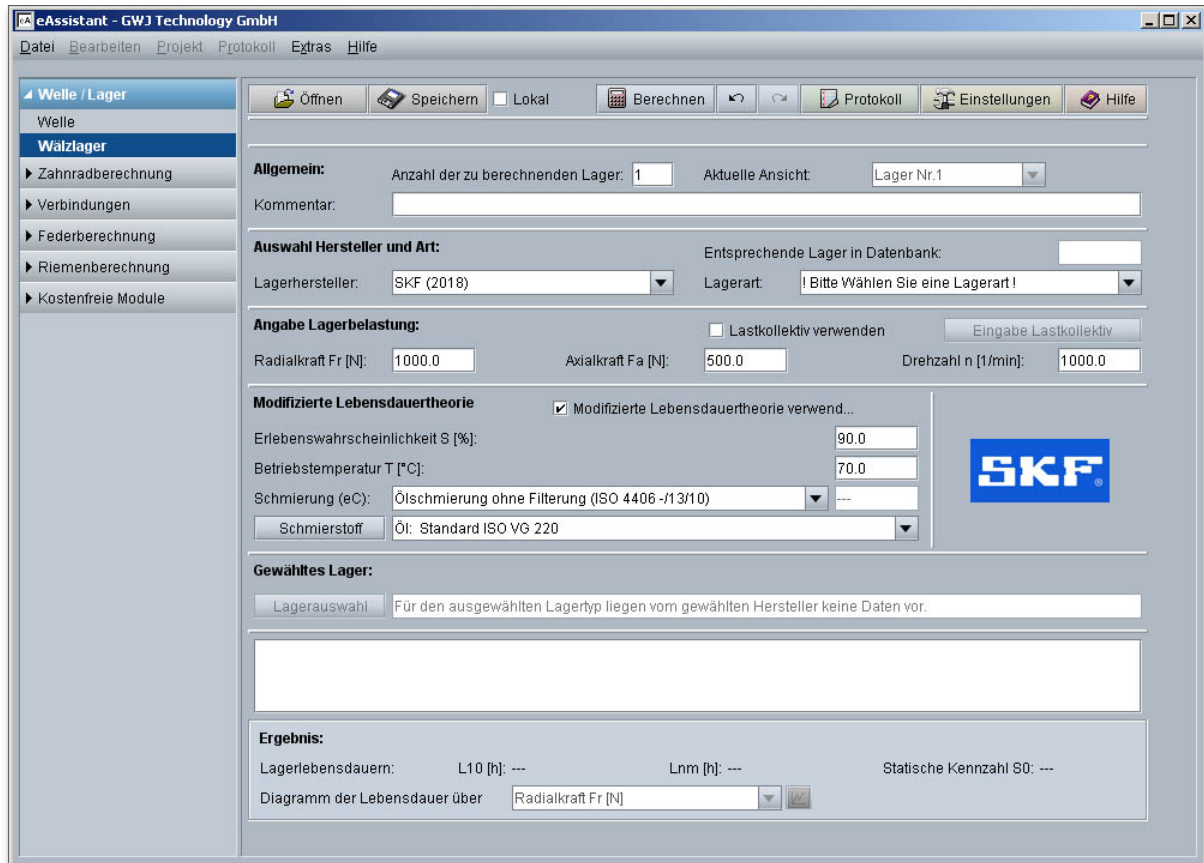 eA eAssistant - GWJ Technology GmbH
Datei Bearbeiten Projekt Protokoll Extras Hilfe
Welle / Lager
Welle
Wälzlager
Zahnradberechnung
Verbindungen
Federberechnung
Riemenberechnung
Kostenfreie Module
Öffnen Speichern Lokal Berechnen Protokoll Einstellungen Hilfe
Allgemein: Anzahl der zu berechnenden Lager: 1 Aktuelle Ansicht: Lager Nr.1
Kommentar:
Auswahl Hersteller und Art: Entsprechende Lager in Datenbank:
Lagerhersteller: SKF (2018) Lagerart: ! Bitte Wählen Sie eine Lagerart !
Angabe Lagerbelastung: Lastkollektiv verwenden Eingabe Lastkollektiv
Radialkraft Fr [N]: 1000.0 Axialkraft Fa [N]: 500.0 Drehzahl n [1/min]: 1000.0
Modifizierte Lebensdauertheorie Modifizierte Lebensdauertheorie verwend...
Erlebenswahrscheinlichkeit S [%]: 90.0
Betriebstemperatur T [°C]: 70.0
SKF®
Schmierung (eC): Ölschmierung ohne Filterung (ISO 4406 -/13/10) ---
Schmierstoff Öl: Standard ISO VG 220
Gewähltes Lager:
Lagerauswahl Für den ausgewählten Lagertyp liegen vom gewählten Hersteller keine Daten vor.
Ergebnis:
Lagerlebensdauern: L10 [h]: --- Lnm [h]: --- Statische Kennzahl S0: ---
Diagramm der Lebensdauer über Radialkraft Fr [N]